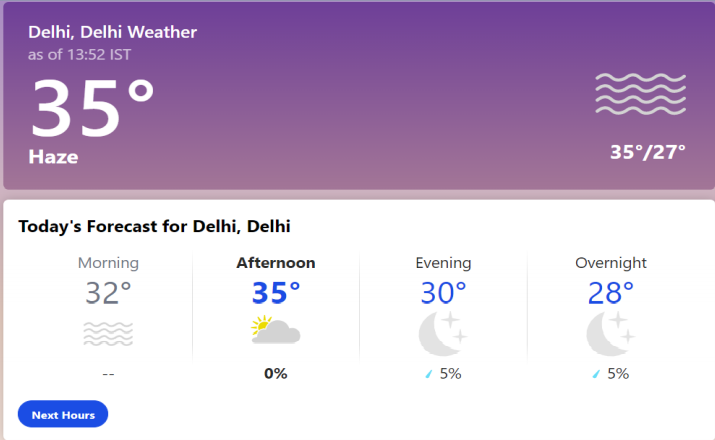 Delhi, Delhi Weather
as of 13:52 IST
35°
Haze
35°/27°
Today's Forecast for Delhi, Delhi
Morning Afternoon Evening Overnight
32° 35° 30° 28°
-- 0% 5% 5%
Next Hours